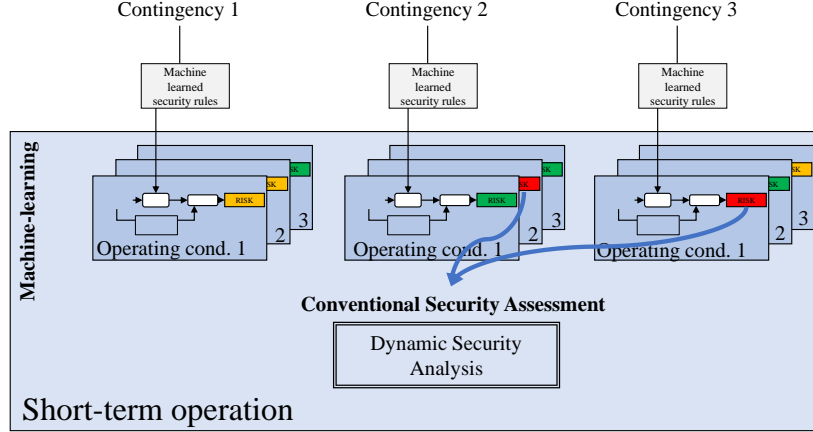 Contingency 1
Contingency 2
Contingency 3
Machine
learned
security rules
Machine
learned
security rules
Machine
learned
security rules
Machine-learning
RISK
Operating cond. 1
2
3
RISK
SK
Operating cond. 1
2
3
SK
RISK
Operating cond. 1
2
3
Conventional Security Assessment
Dynamic Security
Analysis
Short-term operation